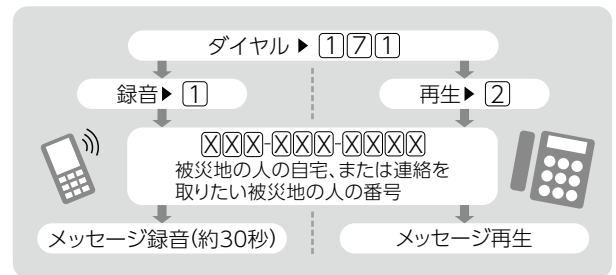 ダイヤル▶171
録音▶1
再生▶2
XXX-XXX-XXXX
被災地の人の自宅、または連絡を
取りたい被災地の人の番号
メッセージ録音(約30秒)
メッセージ再生